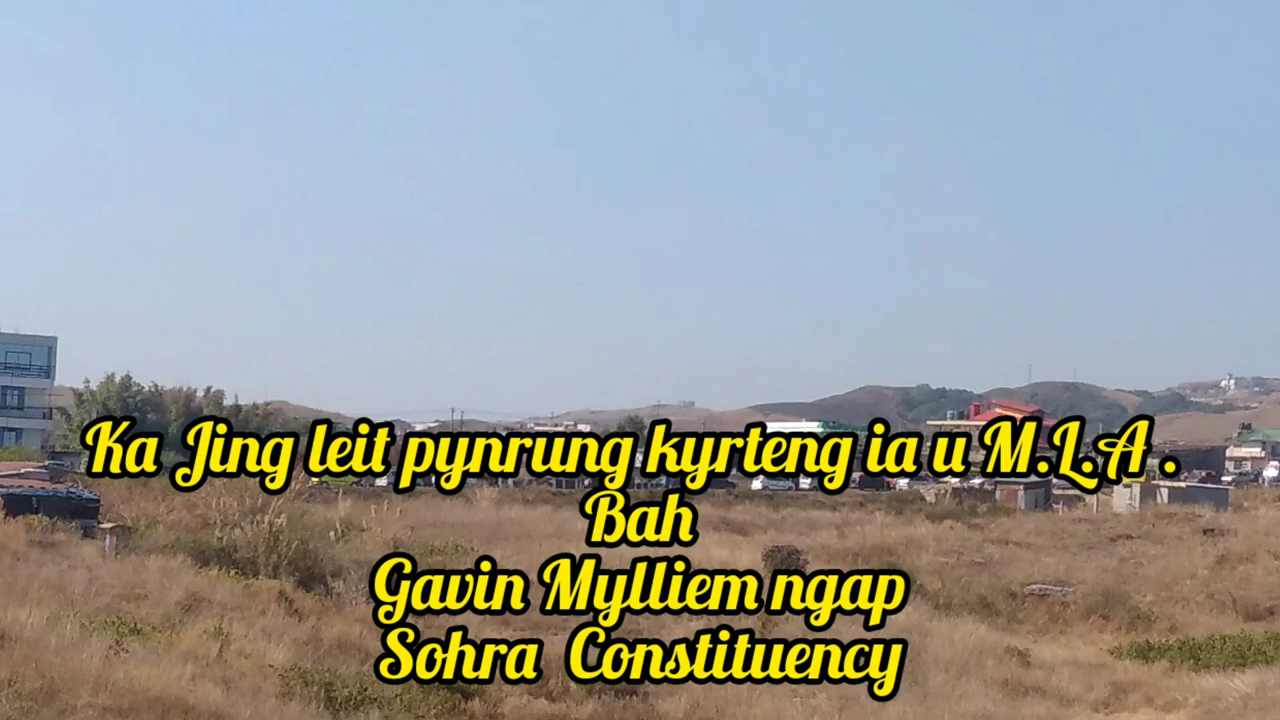 Ka Jing leit pynrung kyrteng ia u M.L.A .
Bah
Gavin Mylliem ngap
Sohra Constituency